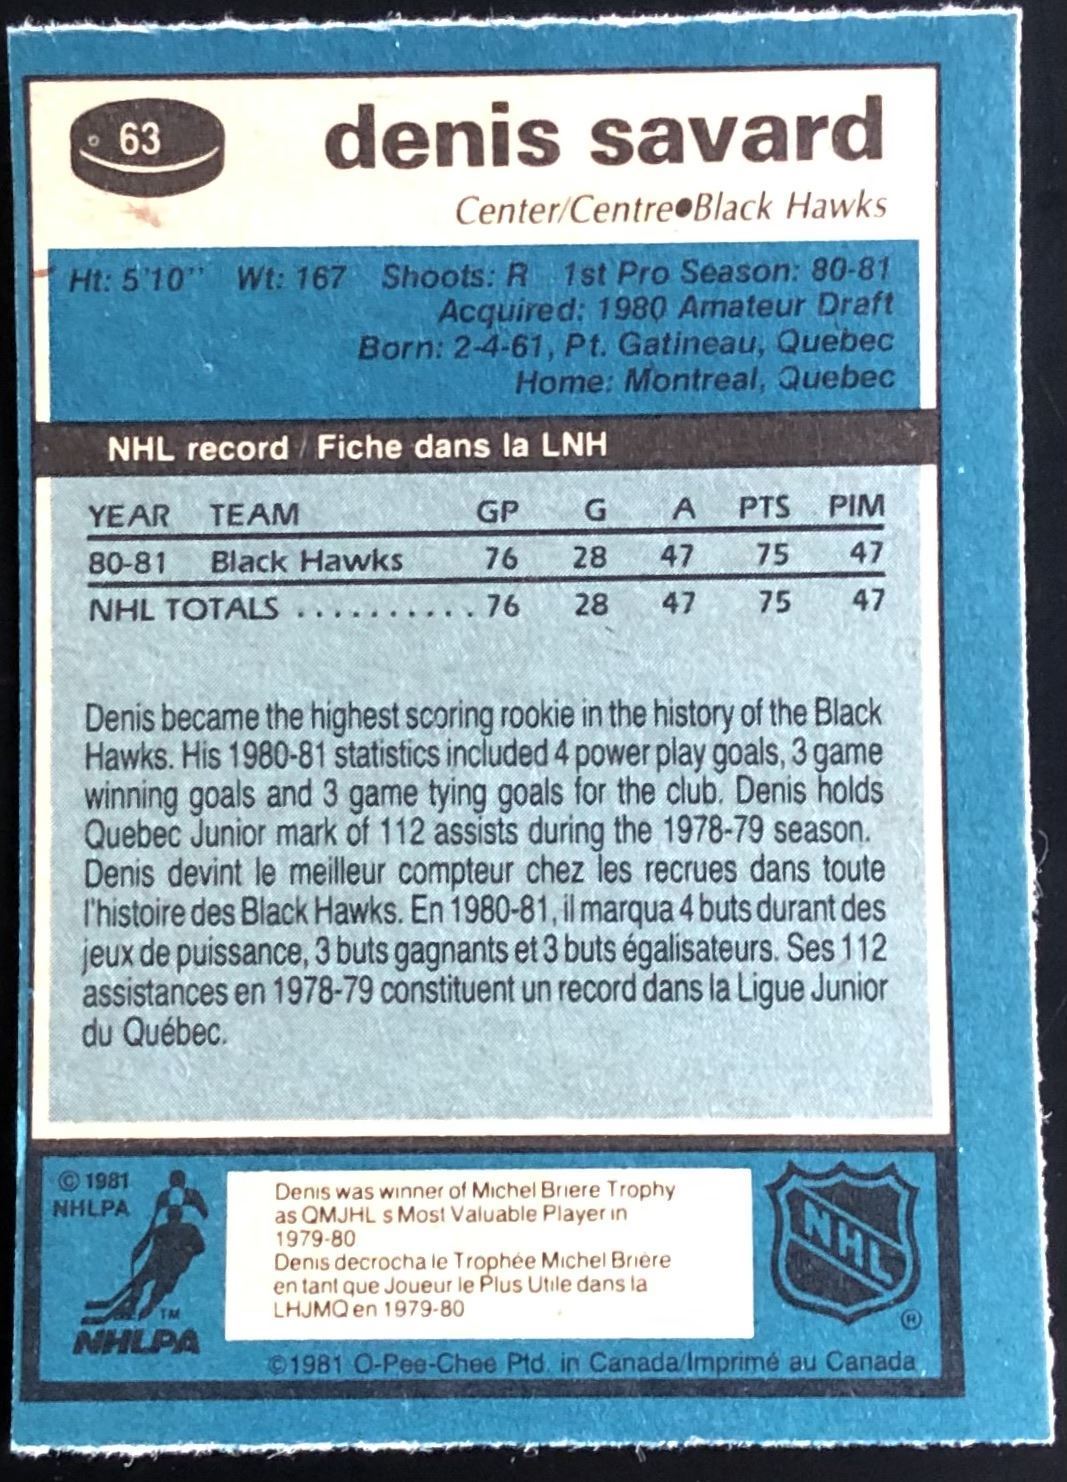 63
denis savard
Center/Centre●Black Hawks
Ht: 5'10" Wt: 167 Shoots: R 1st Pro Season: 80-81
Acquired: 1980 Amateur Draft
Born: 2-4-61, Pt. Gatineau, Quebec
Home: Montreal, Quebec
NHL record / Fiche dans la LNH
YEAR TEAM GP G A PTS PIM
80-81 Black Hawks 76 28 47 75 47
NHL TOTALS .......... 76 28 47 75 47
Denis became the highest scoring rookie in the history of the Black
Hawks. His 1980-81 statistics included 4 power play goals, 3 game
winning goals and 3 game tying goals for the club. Denis holds
Quebec Junior mark of 112 assists during the 1978-79 season.
Denis devint le meilleur compteur chez les recrues dans toute
l'histoire des Black Hawks. En 1980-81, il marqua 4 buts durant des
jeux de puissance, 3 buts gagnants et 3 buts égalisateurs. Ses 112
assistances en 1978-79 constituent un record dans la Ligue Junior
du Québec.
© 1981
NHLPA
TM
NHLPA
Denis was winner of Michel Briere Trophy
as QMJHL s Most Valuable Player in
1979-80
Denis decrocha le Trophée Michel Brière
en tant que Joueur le Plus Utile dans la
LHJMQ en 1979-80
NHL
®
©1981 O-Pee-Chee Ptd. in Canada/Imprimé au Canada